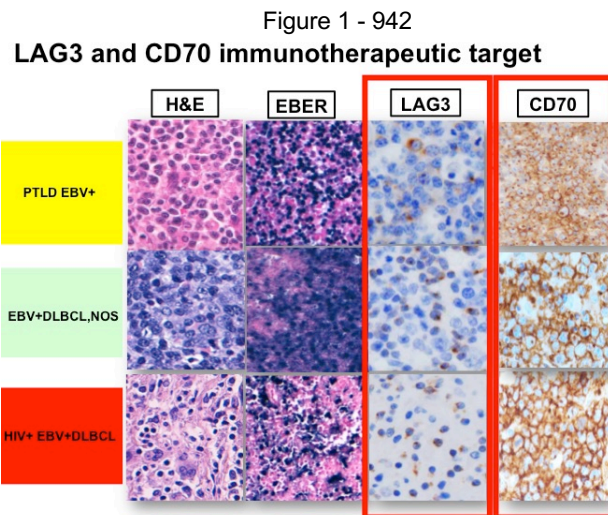 Figure 1 - 942
LAG3 and CD70 immunotherapeutic target
H&E EBER LAG3 CD70
PTLD EBV+
EBV+DLBCL,NOS
HIV+ EBV+DLBCL